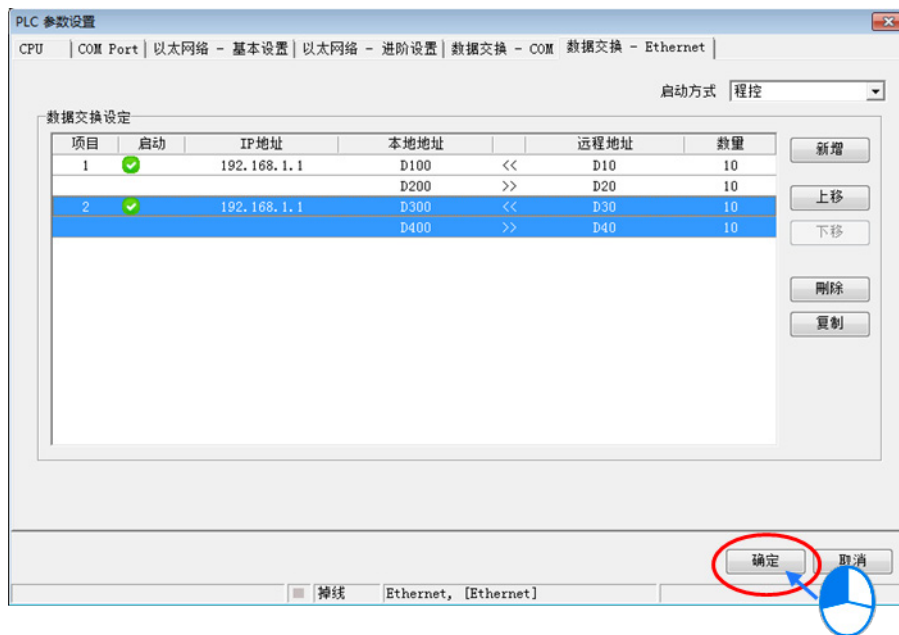 PLC 参数设置
CPU COM Port 以太网络 - 基本设置 以太网络 - 进阶设置 数据交换 - COM 数据交换 - Ethernet
启动方式 程控
数据交换设定
项目 启动 IP地址 本地地址 远程地址 数量
1 192.168.1.1 D100 << D10 10
D200 >> D20 10
2 192.168.1.1 D300 << D30 10
D400 >> D40 10
新增
上移
下移
刪除
复制
确定 取消
掉线 Ethernet, [Ethernet]